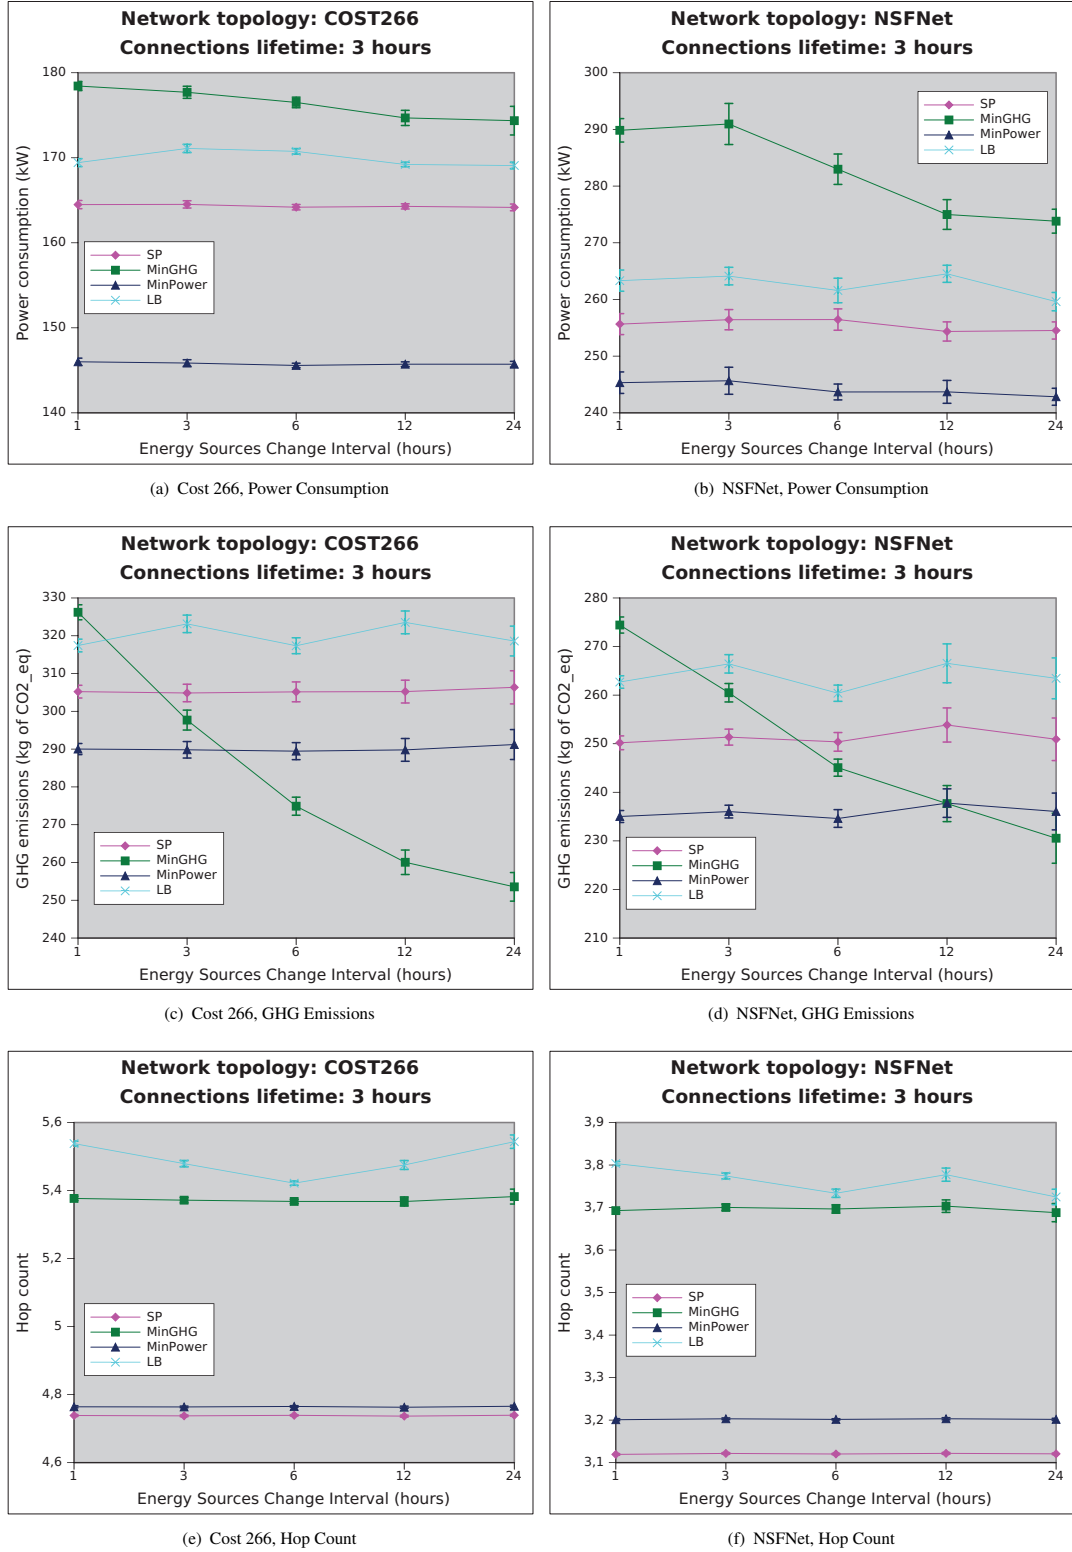 Network topology: COST266
Connections lifetime: 3 hours
Power consumption (kW)
180
170
160
150
140
SP
MinGHG
MinPower
LB
1 3 6 12 24
Energy Sources Change Interval (hours)
(a) Cost 266, Power Consumption
Network topology: NSFNet
Connections lifetime: 3 hours
Power consumption (kW)
300
290
280
270
260
250
240
SP
MinGHG
MinPower
LB
1 3 6 12 24
Energy Sources Change Interval (hours)
(b) NSFNet, Power Consumption
Network topology: COST266
Connections lifetime: 3 hours
GHG emissions (kg of CO2_eq)
330
320
310
300
290
280
270
260
250
240
SP
MinGHG
MinPower
LB
1 3 6 12 24
Energy Sources Change Interval (hours)
(c) Cost 266, GHG Emissions
Network topology: NSFNet
Connections lifetime: 3 hours
GHG emissions (kg of CO2_eq)
280
270
260
250
240
230
220
210
SP
MinGHG
MinPower
LB
1 3 6 12 24
Energy Sources Change Interval (hours)
(d) NSFNet, GHG Emissions
Network topology: COST266
Connections lifetime: 3 hours
Hop count
5,6
5,4
5,2
5
4,8
4,6
SP
MinGHG
MinPower
LB
1 3 6 12 24
Energy Sources Change Interval (hours)
(e) Cost 266, Hop Count
Network topology: NSFNet
Connections lifetime: 3 hours
Hop count
3,9
3,8
3,7
3,6
3,5
3,4
3,3
3,2
3,1
SP
MinGHG
MinPower
LB
1 3 6 12 24
Energy Sources Change Interval (hours)
(f) NSFNet, Hop Count